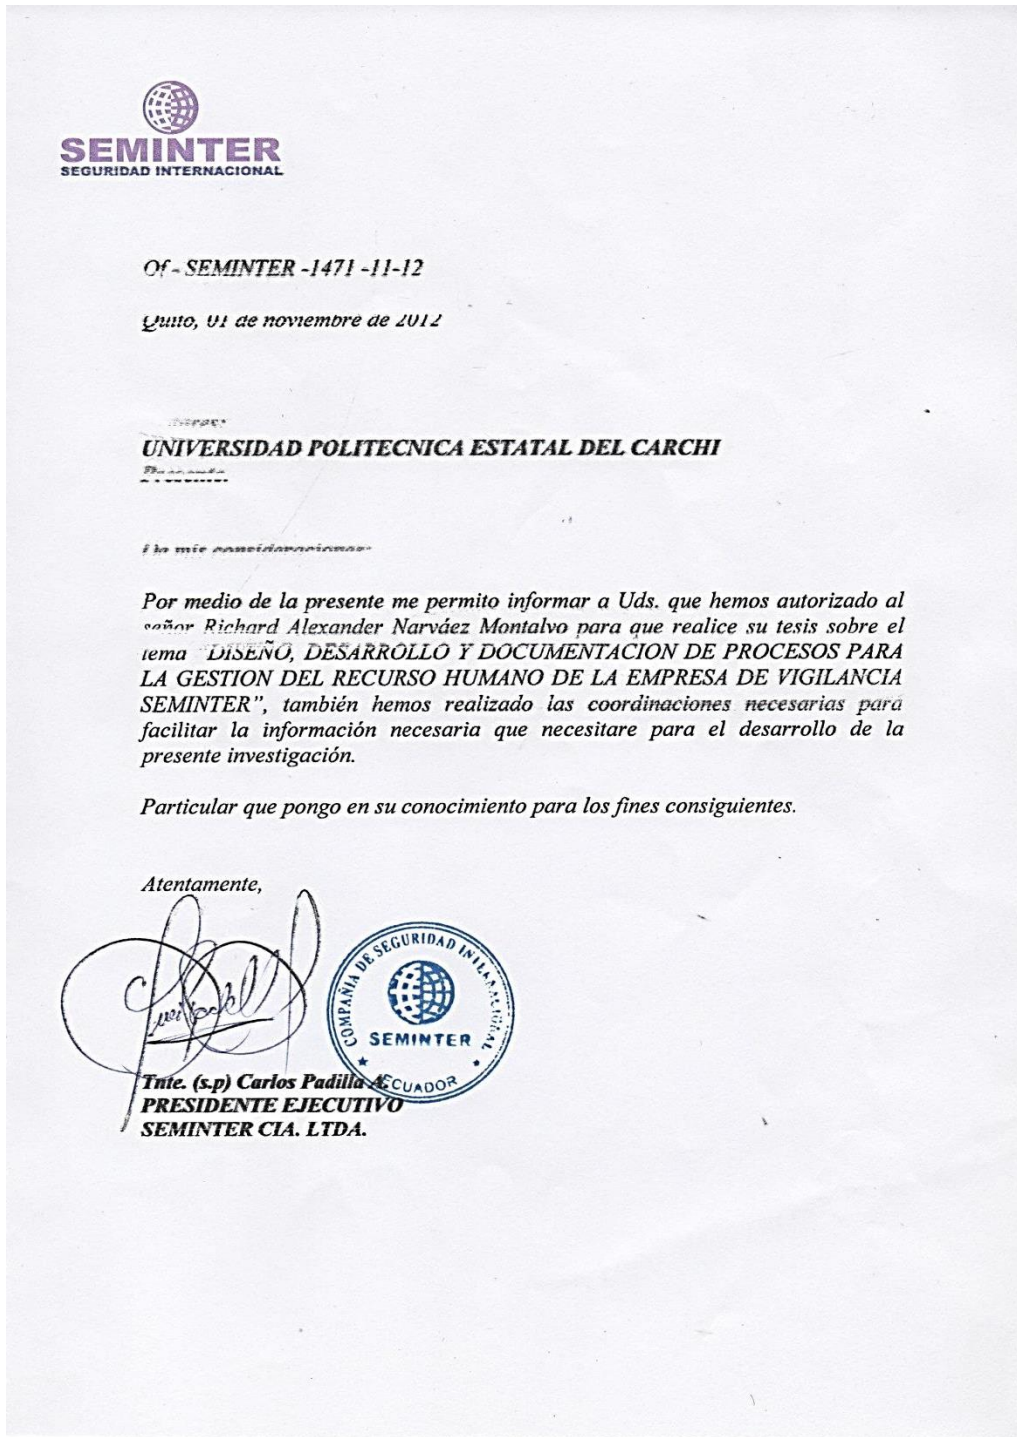 SEMINTER
SEGURIDAD INTERNACIONAL
Of- SEMINTER -1471 -11-12
Quito, 01 de noviembre de 2012
UNIVERSIDAD POLITECNICA ESTATAL DEL CARCHI
Presente.
De mis consideraciones:
Por medio de la presente me permito informar a Uds. que hemos autorizado al
señor Richard Alexander Narváez Montalvo para que realice su tesis sobre el
tema "DISEÑO, DESARROLLO Y DOCUMENTACION DE PROCESOS PARA
LA GESTION DEL RECURSO HUMANO DE LA EMPRESA DE VIGILANCIA
SEMINTER", también hemos realizado las coordinaciones necesarias para
facilitar la información necesaria que necesitare para el desarrollo de la
presente investigación.
Particular que pongo en su conocimiento para los fines consiguientes.
Atentamente,
COMPAÑIA DE SEGURIDAD INTERNACIONAL
SEMINTER
ECUADOR
Tnte. (s.p) Carlos Padilla A.
PRESIDENTE EJECUTIVO
SEMINTER CIA. LTDA.